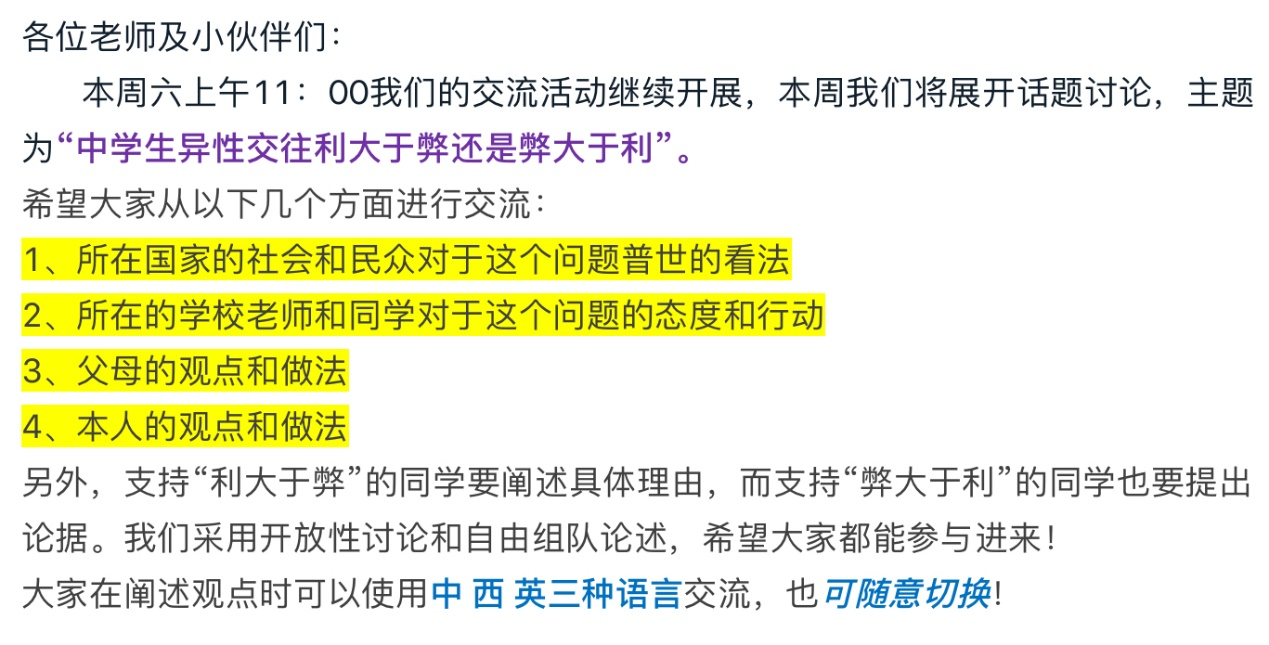 各位老师及小伙伴们：
本周六上午11：00我们的交流活动继续开展，本周我们将展开话题讨论，主题
为“中学生异性交往利大于弊还是弊大于利”。
希望大家从以下几个方面进行交流：
1、所在国家的社会和民众对于这个问题普世的看法
2、所在的学校老师和同学对于这个问题的态度和行动
3、父母的观点和做法
4、本人的观点和做法
另外，支持“利大于弊”的同学要阐述具体理由，而支持“弊大于利”的同学也要提出
论据。我们采用开放性讨论和自由组队论述，希望大家都能参与进来！
大家在阐述观点时可以使用中 西 英三种语言交流，也可随意切换！